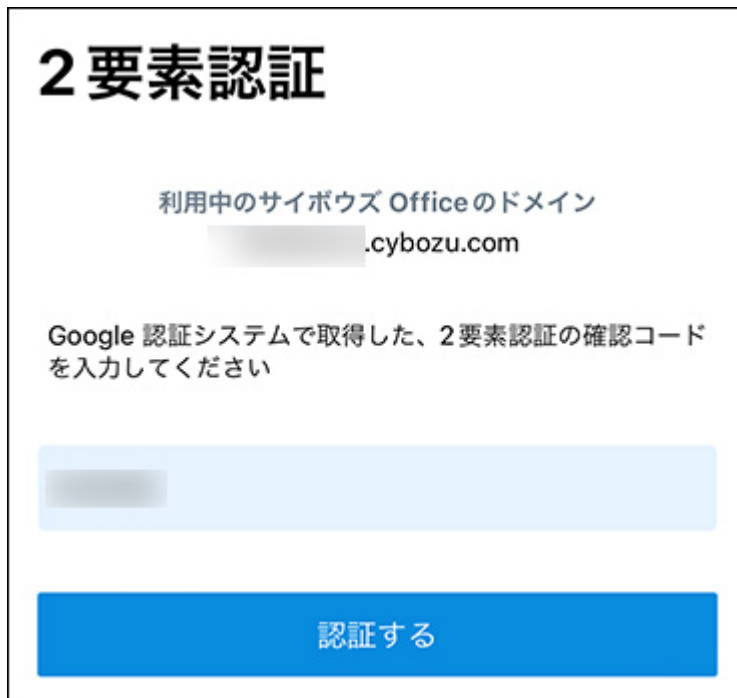 2要素認証
利用中のサイボウズ Officeのドメイン
.cybozu.com
Google 認証システムで取得した、2要素認証の確認コード
を入力してください
認証する